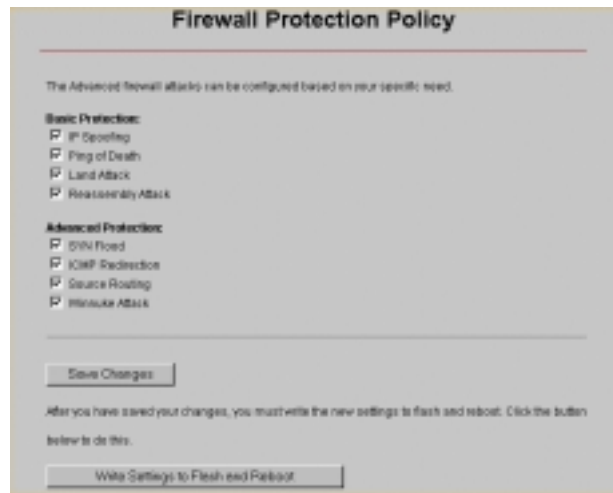 Firewall Protection Policy
The Advanced firewall attacks can be configured based on your specific need.
Basic Protection:
IP Spoofing
Ping of Death
Land Attack
Reassembly Attack
Advanced Protection:
SYN Flood
ICMP Redirection
Source Routing
Winnuke Attack
Save Changes
After you have saved your changes, you must write the new settings to flash and reboot. Click the button
below to do this.
Write Settings to Flash and Reboot